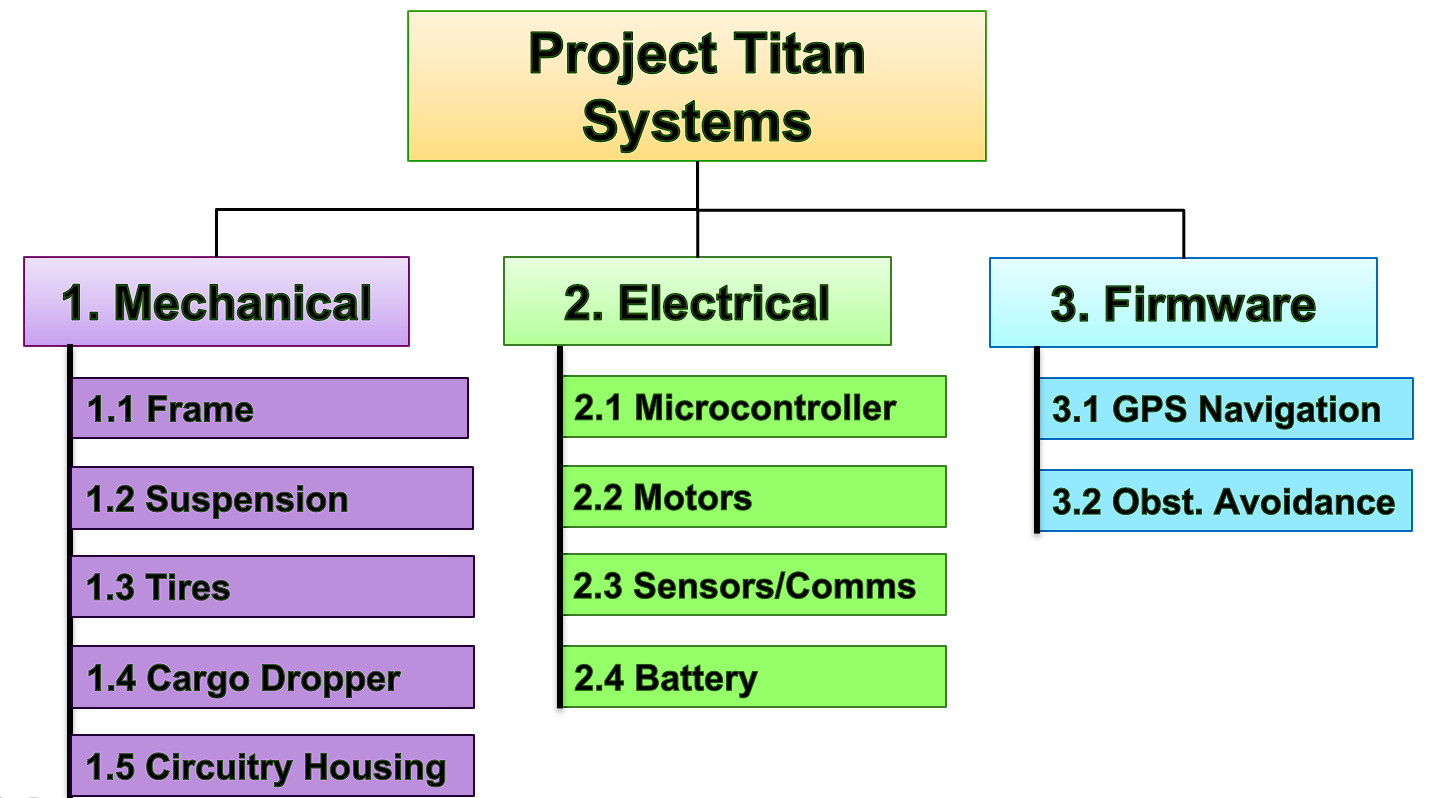 Project Titan
Systems
1. Mechanical
1.1 Frame
1.2 Suspension
1.3 Tires
1.4 Cargo Dropper
1.5 Circuitry Housing
2. Electrical
2.1 Microcontroller
2.2 Motors
2.3 Sensors/Comms
2.4 Battery
3. Firmware
3.1 GPS Navigation
3.2 Obst. Avoidance